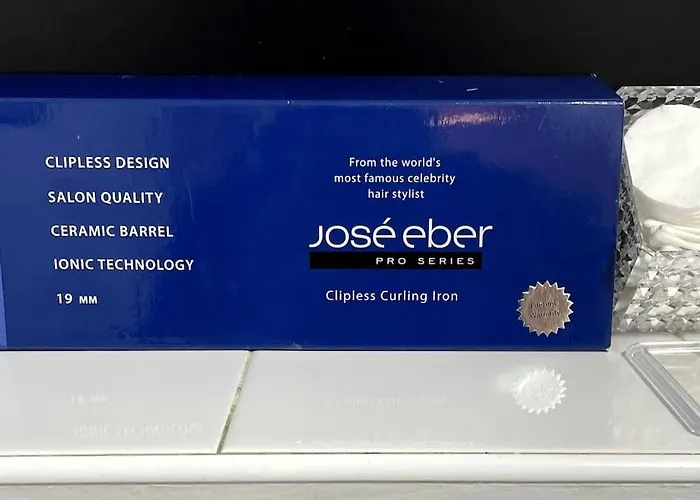 CLIPLESS DESIGN
SALON QUALITY
CERAMIC BARREL
IONIC TECHNOLOGY
19 MM
From the world's
most famous celebrity
hair stylist
José eber
PRO SERIES
Clipless Curling Iron
Warranty